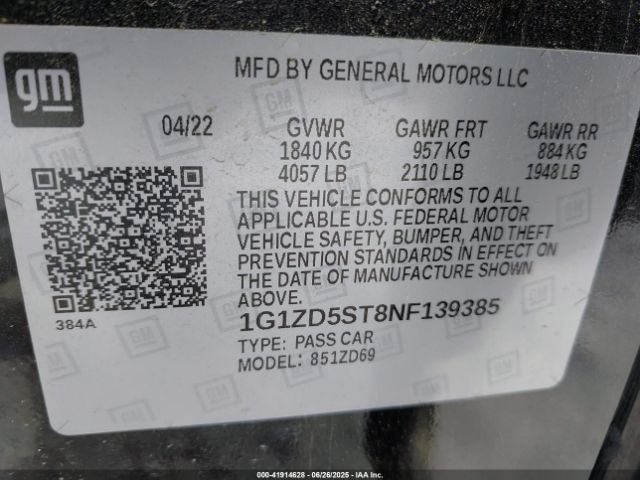 gm
MFD BY GENERAL MOTORS LLC
04/22 GVWR GAWR FRT GAWR RR
1840 KG 957 KG 884 KG
4057 LB 2110 LB 1948 LB
THIS VEHICLE CONFORMS TO ALL
APPLICABLE U.S. FEDERAL MOTOR
VEHICLE SAFETY, BUMPER, AND THEFT
PREVENTION STANDARDS IN EFFECT ON
THE DATE OF MANUFACTURE SHOWN
ABOVE.
384A
1G1ZD5ST8NF139385
TYPE: PASS CAR
MODEL: 851ZD69
000-41914628 | 06/26/2025 | IAAI.COM